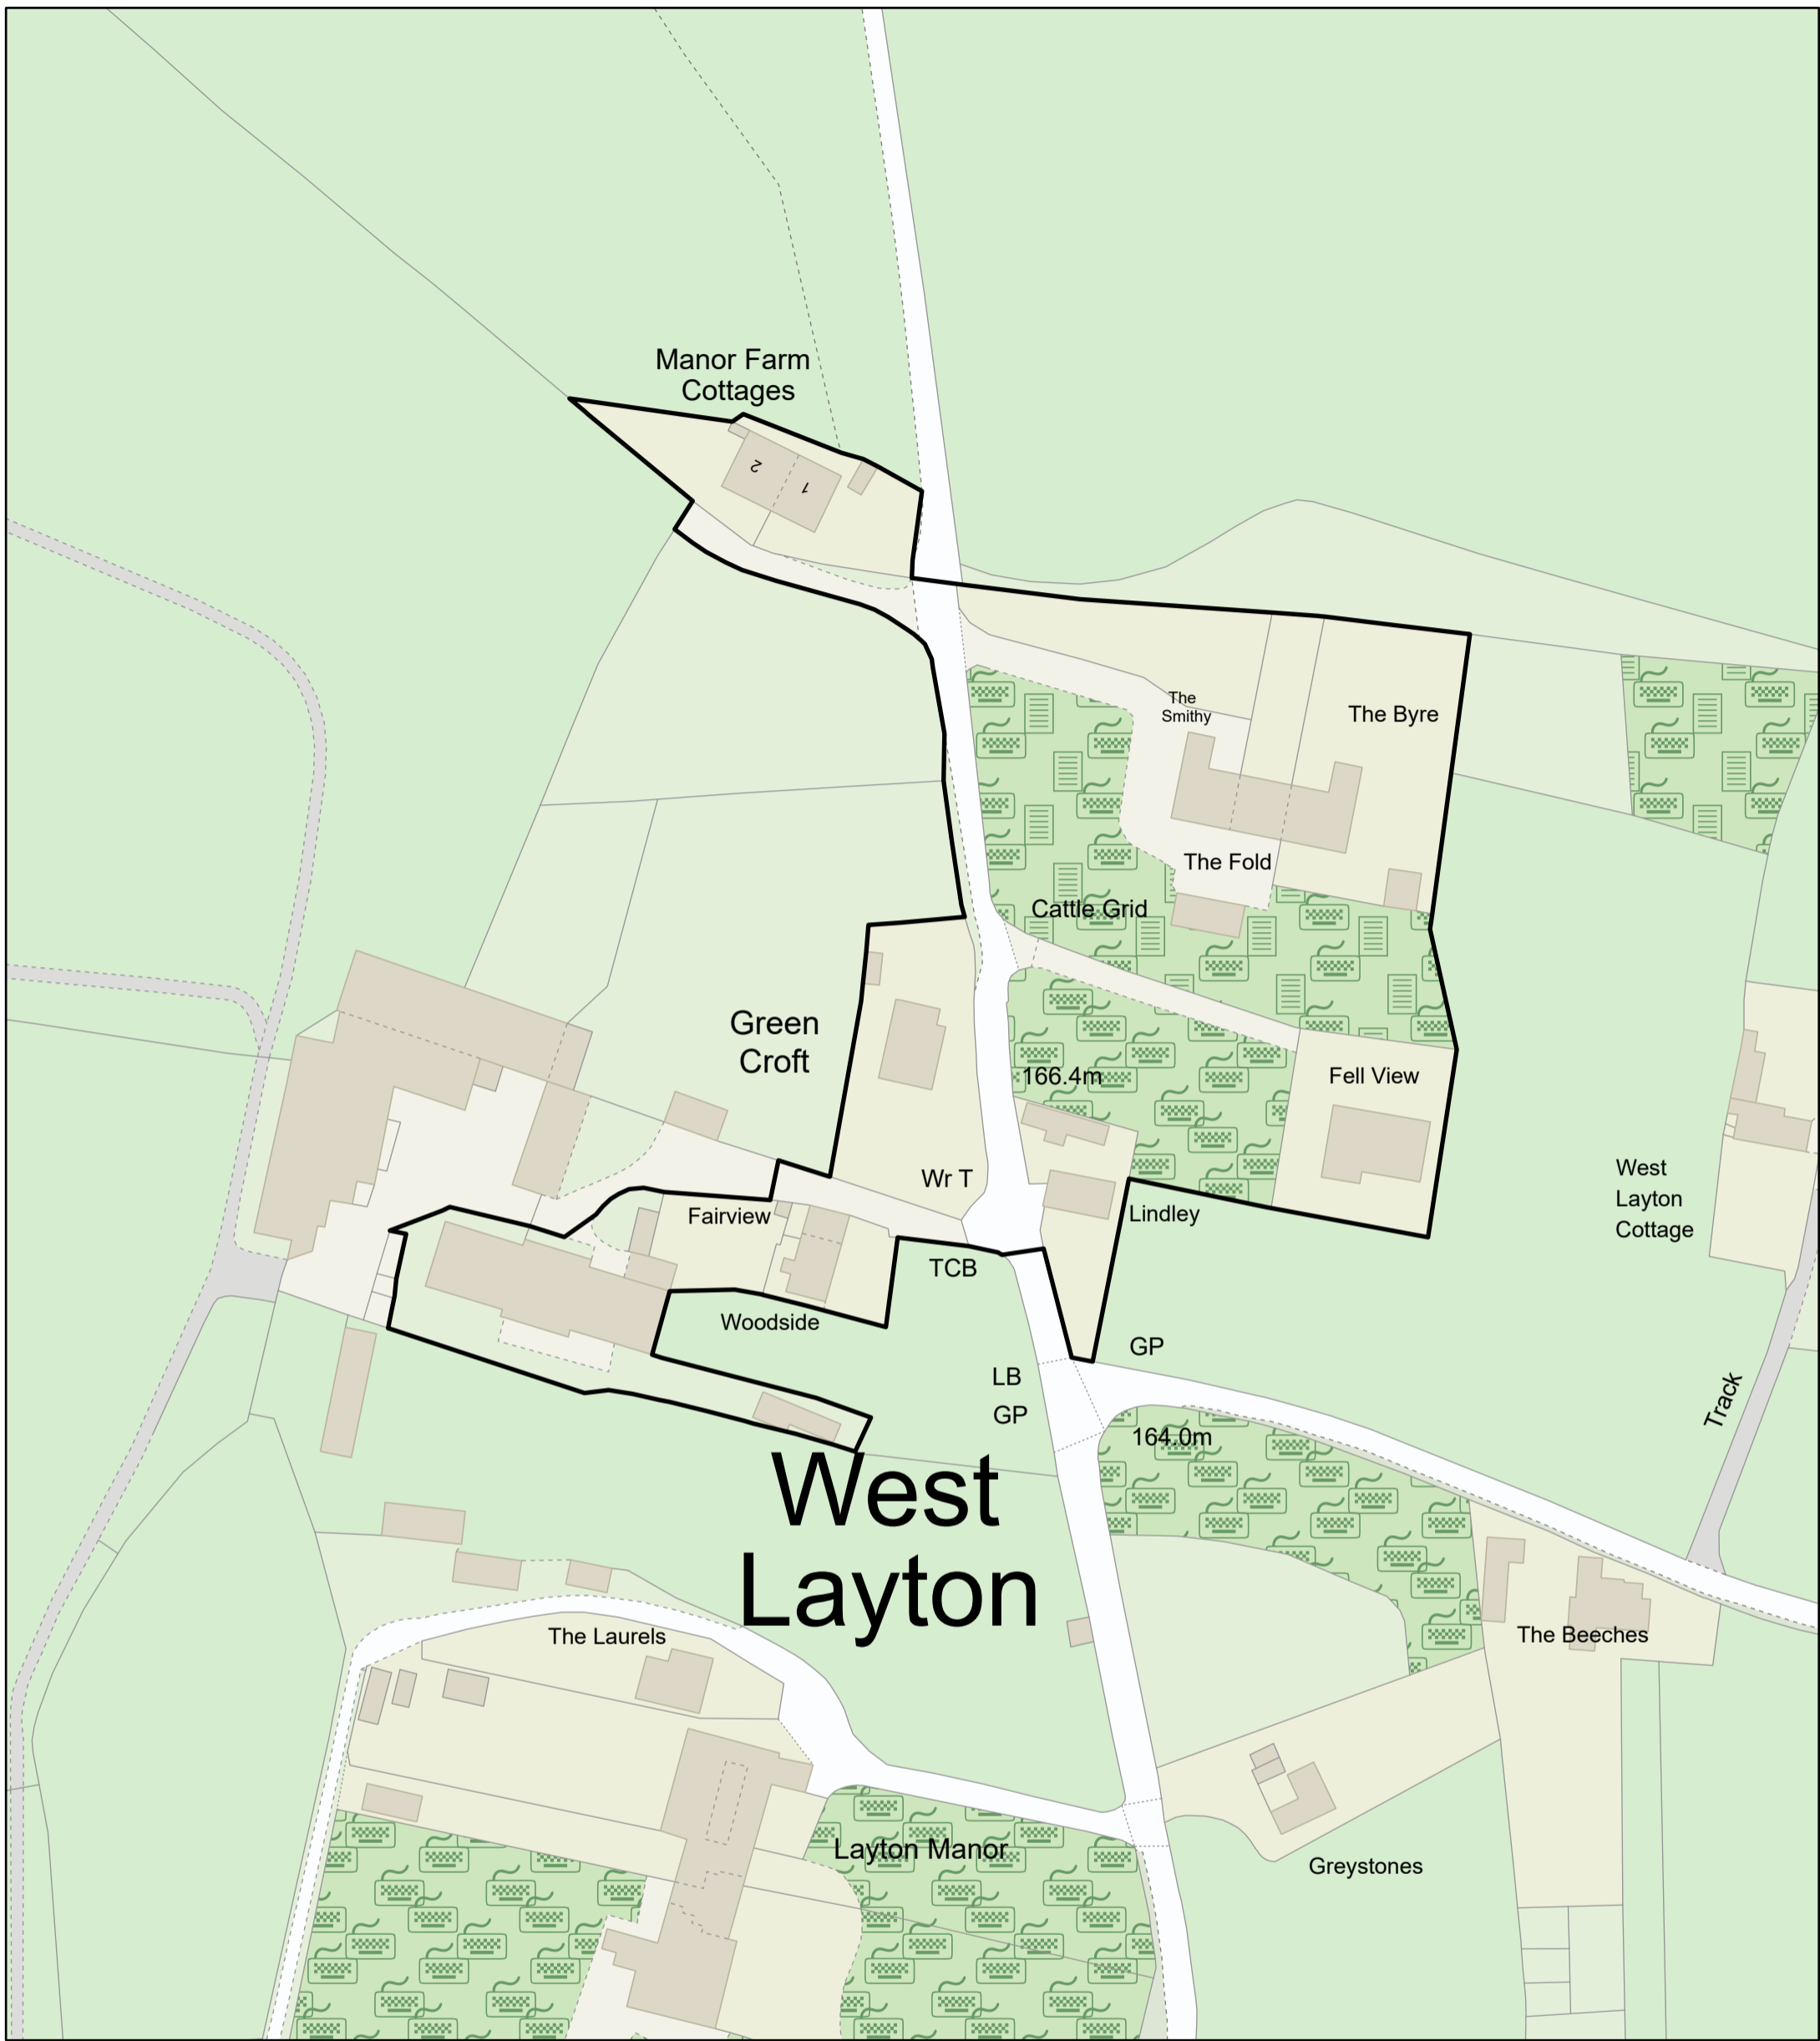 Manor Farm
Cottages
2
1
The
Smithy
The Byre
The Fold
Cattle Grid
Green
Croft
166.4m
Fell View
Wr T
West
Layton
Cottage
Fairview
Lindley
TCB
Woodside
GP
LB
GP
Track
164.0m
West
Layton
The Laurels
The Beeches
Layton Manor
Greystones